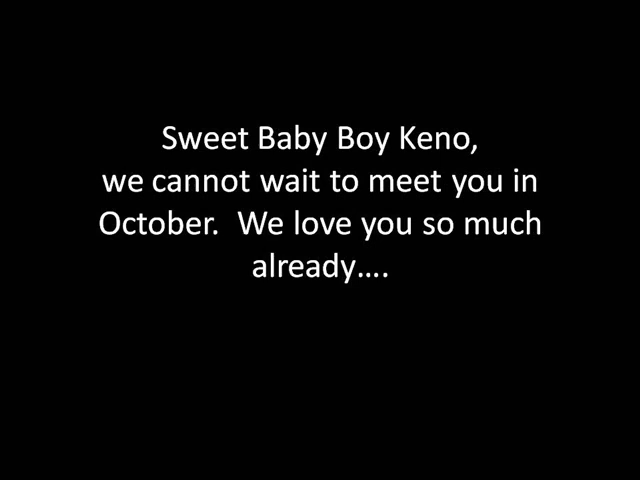 Sweet Baby Boy Keno,
we cannot wait to meet you in
October.  We love you so much
already….